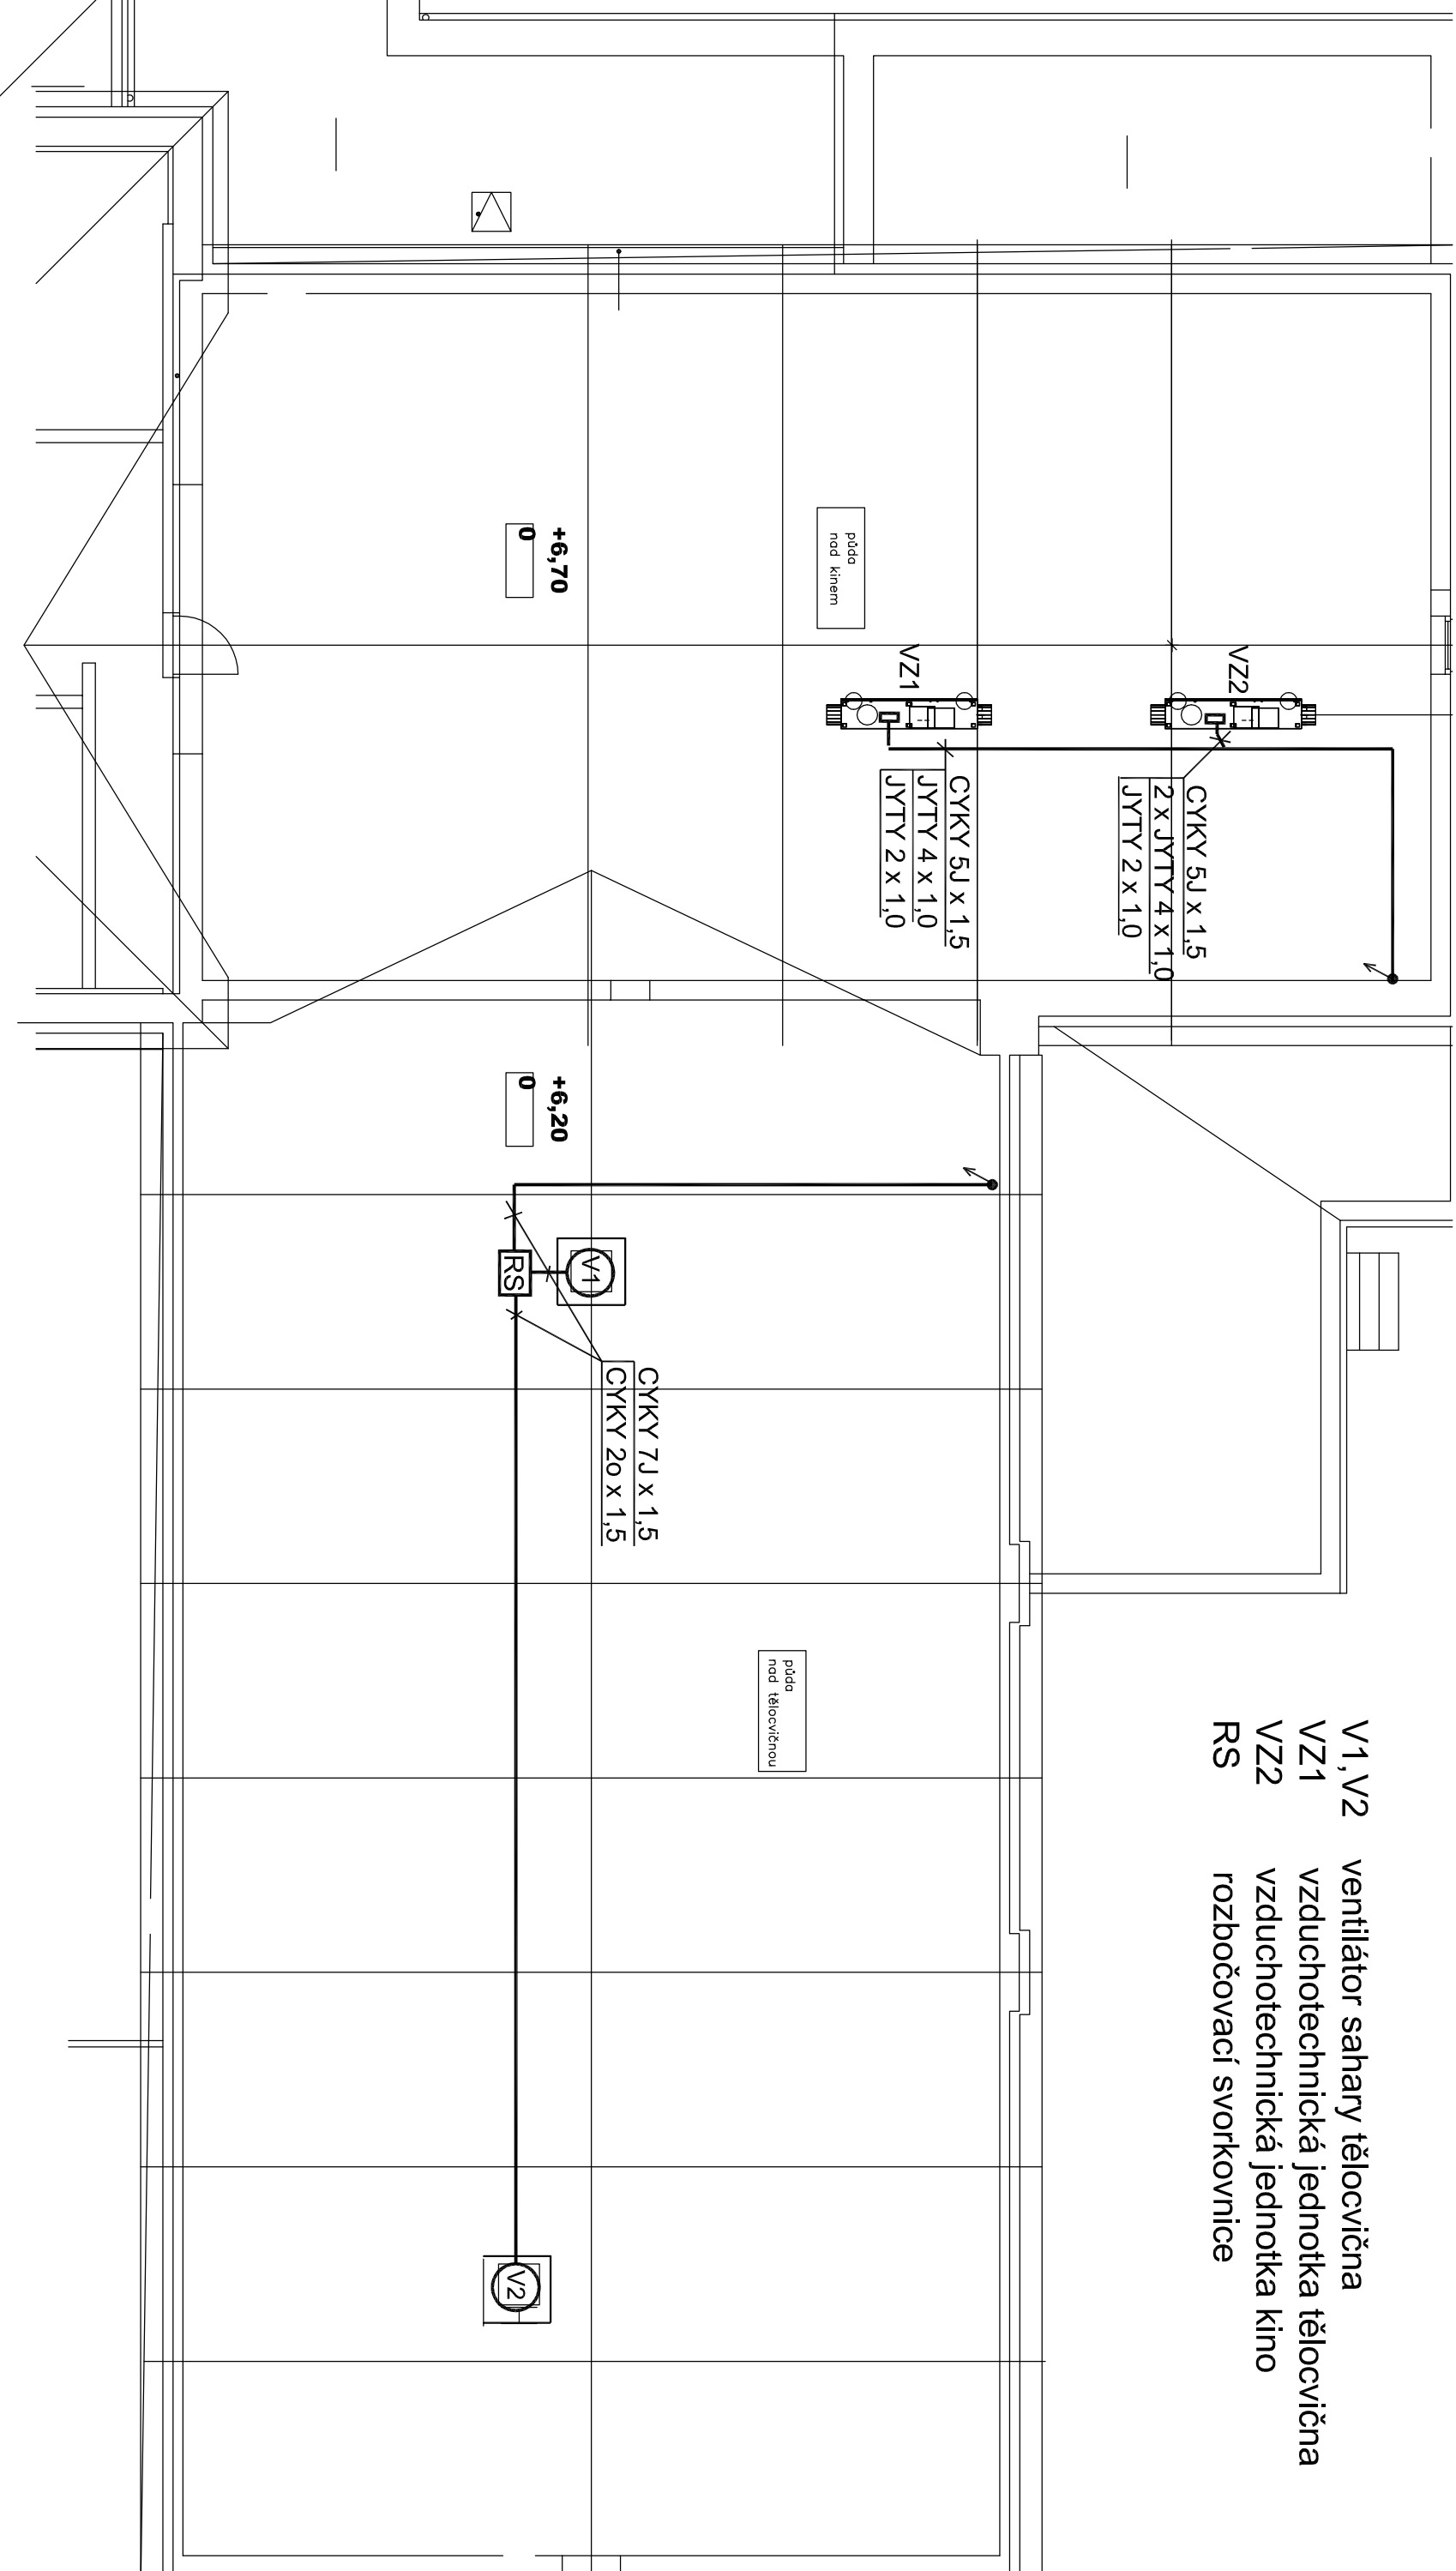 V1,V2 ventilátor sahary tělocvična
VZ1 vzduchotechnická jednotka tělocvična
VZ2 vzduchotechnická jednotka kino
RS rozbočovací svorkovnice
VZ2
CYKY 5J x 1,5
2 x JYTY 4 x 1,0
JYTY 2 x 1,0
VZ1
CYKY 5J x 1,5
JYTY 4 x 1,0
JYTY 2 x 1,0
půda
nad kinem
+6,70
0
+6,20
0
V1
RS
CYKY 7J x 1,5
CYKY 2o x 1,5
půda
nad tělocvičnou
V2